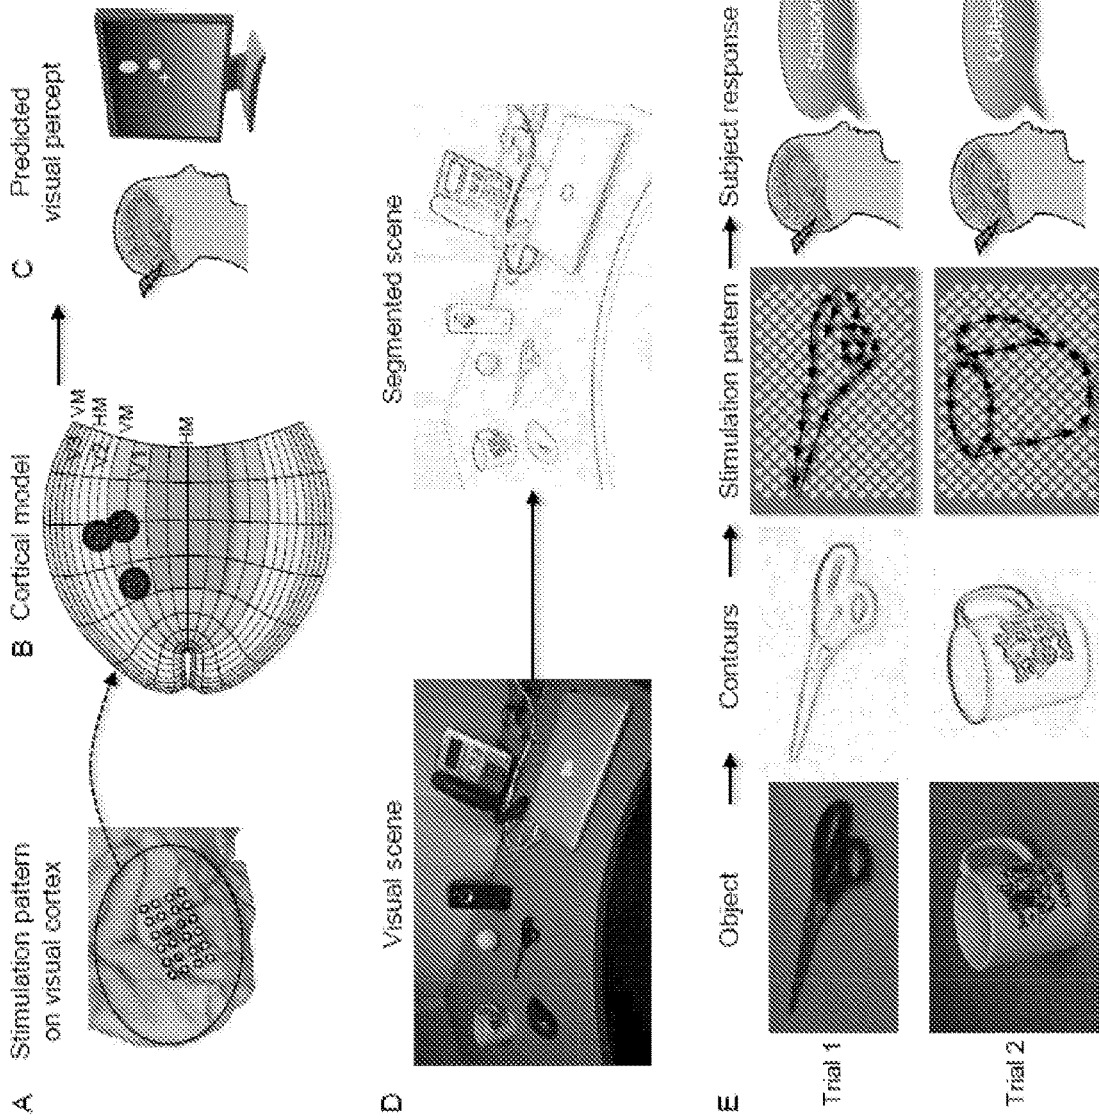 A
Stimulation pattern
on visual cortex
B
Cortical model
V3
V2
V1
VM
HM
VM
HM
C
Predicted
visual percept
D
Visual scene
Segmented scene
E
Object
Contours
Stimulation pattern
Subject response
Trial 1
Trial 2